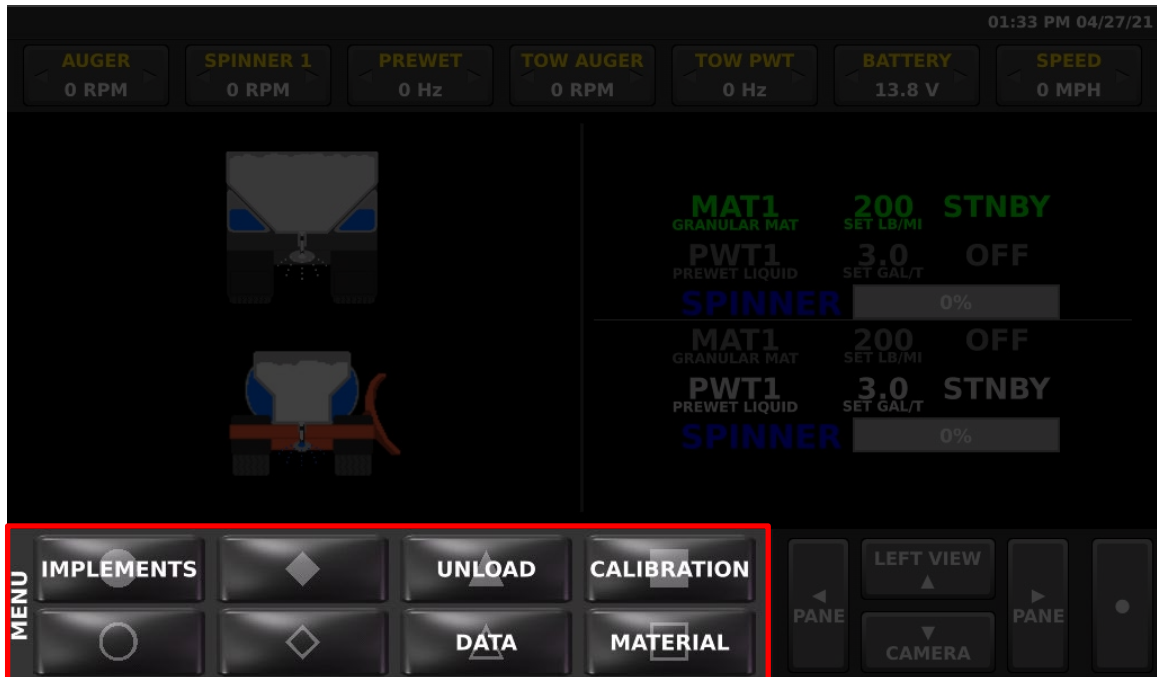 01:33 PM 04/27/21
AUGER SPINNER 1 PREWET TOW AUGER TOW PWT BATTERY SPEED
0 RPM 0 RPM 0 Hz 0 RPM 0 Hz 13.8 V 0 MPH
MAT1 200 STNBY
GRANULAR MAT SET LB/MI
PWT1 3.0 OFF
PREWET LIQUID SET GAL/T
SPINNER 0%
MAT1 200 OFF
GRANULAR MAT SET LB/MI
PWT1 3.0 STNBY
PREWET LIQUID SET GAL/T
SPINNER 0%
MENU
IMPLEMENTS UNLOAD CALIBRATION
DATA MATERIAL
PANE
LEFT VIEW
CAMERA
PANE